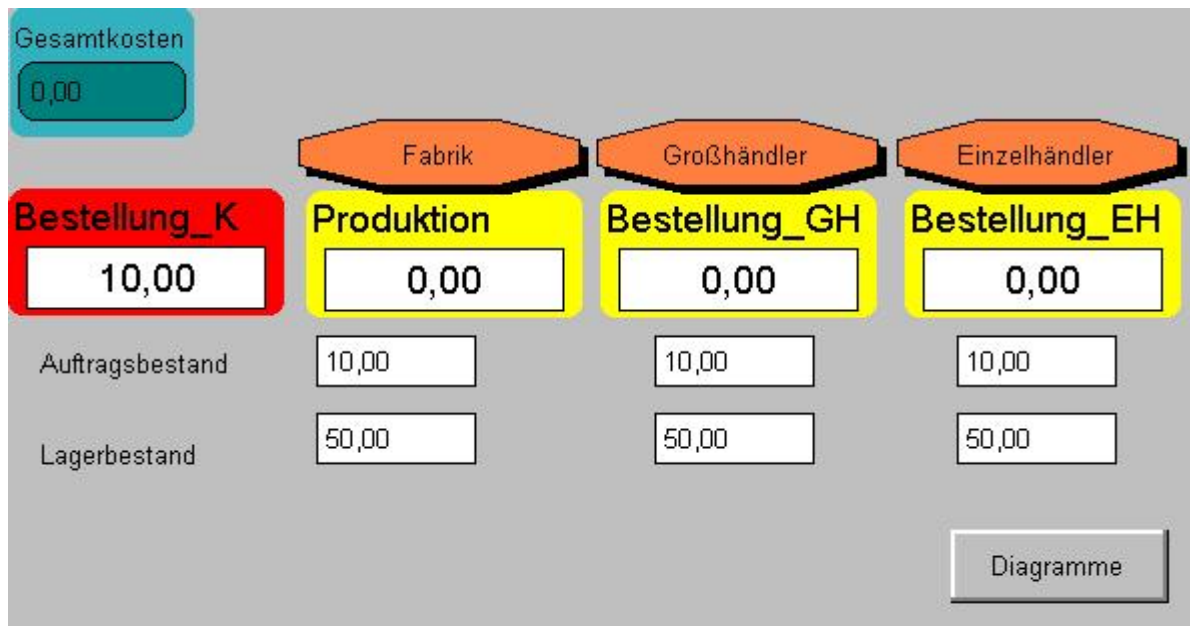 Gesamtkosten
0,00
Fabrik Großhändler Einzelhändler
Bestellung_K Produktion Bestellung_GH Bestellung_EH
10,00 0,00 0,00 0,00
Auftragsbestand 10,00 10,00 10,00
Lagerbestand 50,00 50,00 50,00
Diagramme